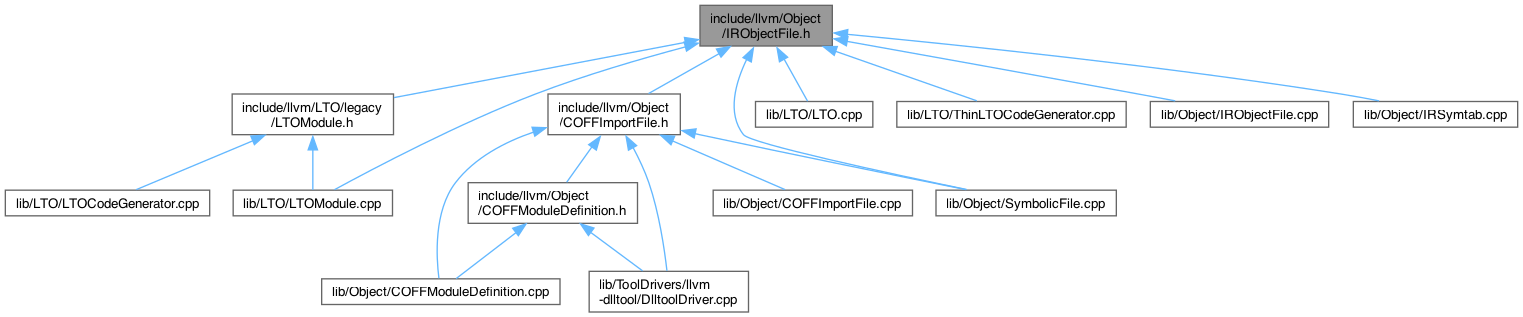 include/llvm/Object
/IRObjectFile.h
include/llvm/LTO/legacy
/LTOModule.h
include/llvm/Object
/COFFImportFile.h
lib/LTO/LTO.cpp
lib/LTO/ThinLTOCodeGenerator.cpp
lib/Object/IRObjectFile.cpp
lib/Object/IRSymtab.cpp
lib/LTO/LTOCodeGenerator.cpp
lib/LTO/LTOModule.cpp
include/llvm/Object
/COFFModuleDefinition.h
lib/Object/COFFImportFile.cpp
lib/Object/SymbolicFile.cpp
lib/Object/COFFModuleDefinition.cpp
lib/ToolDrivers/llvm
-dlltool/DlltoolDriver.cpp